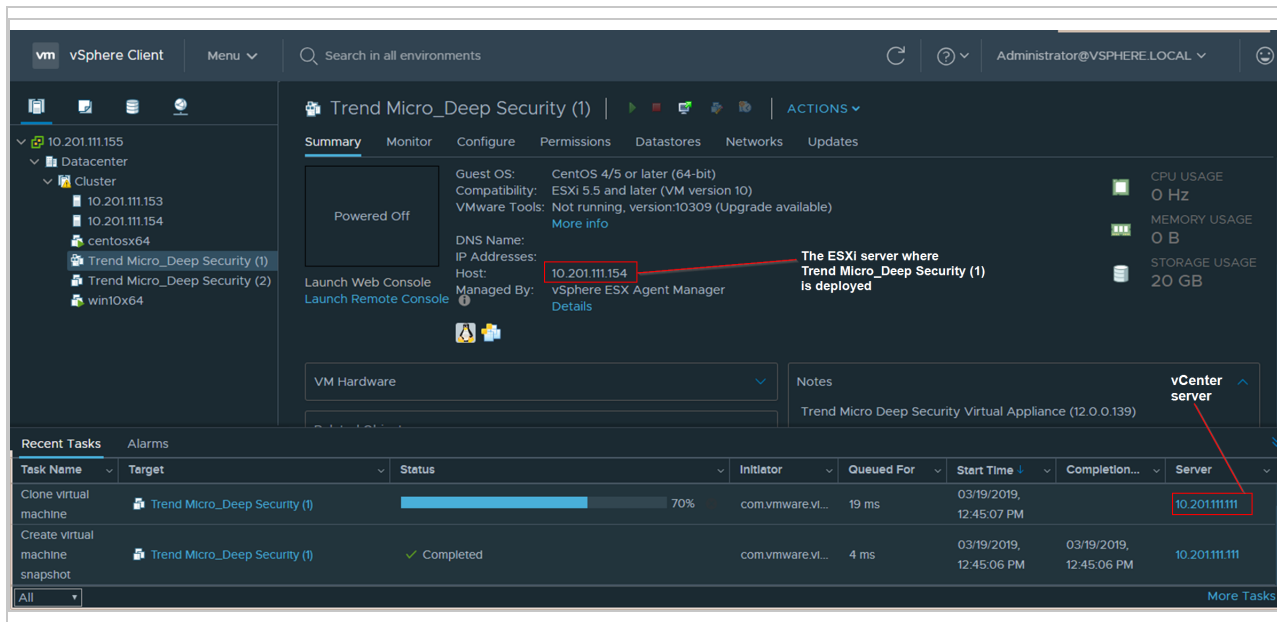 vm vSphere Client Menu Search in all environments Administrator@VSPHERE.LOCAL
10.201.111.155
Datacenter
Cluster
10.201.111.153
10.201.111.154
centosx64
Trend Micro_Deep Security (1)
Trend Micro_Deep Security (2)
win10x64
Trend Micro_Deep Security (1) ACTIONS
Summary Monitor Configure Permissions Datastores Networks Updates
Powered Off
Launch Web Console
Launch Remote Console
Guest OS: CentOS 4/5 or later (64-bit)
Compatibility: ESXi 5.5 and later (VM version 10)
VMware Tools: Not running, version:10309 (Upgrade available)
More info
DNS Name:
IP Addresses:
Host: 10.201.111.154
Managed By: vSphere ESX Agent Manager
Details
The ESXi server where
Trend Micro_Deep Security (1)
is deployed
CPU USAGE
0 Hz
MEMORY USAGE
0 B
STORAGE USAGE
20 GB
VM Hardware
Notes
Trend Micro Deep Security Virtual Appliance (12.0.0.139)
vCenter
server
Recent Tasks Alarms
Task Name Target Status Initiator Queued For Start Time Completion... Server
Clone virtual
machine
Trend Micro_Deep Security (1) 70% com.vmware.vi... 19 ms
03/19/2019,
12:45:07 PM
10.201.111.111
Create virtual
machine
snapshot
Trend Micro_Deep Security (1) Completed com.vmware.vi... 4 ms
03/19/2019,
12:45:06 PM
03/19/2019,
12:45:06 PM
10.201.111.111
All More Tasks